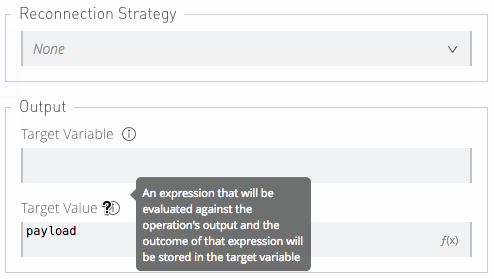 Reconnection Strategy
None
Output
Target Variable
Target Value
An expression that will be
evaluated against the
operation's output and the
outcome of that expression will
be stored in the target variable
payload
f(x)